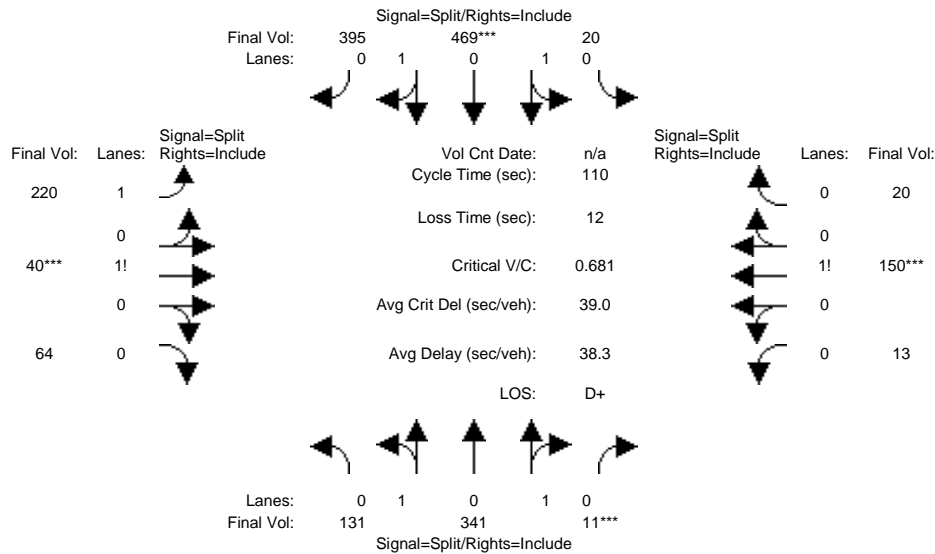 Signal=Split/Rights=Include
Final Vol: 395 469*** 20
Lanes: 0 1 0 1 0
Signal=Split
Final Vol: Lanes: Rights=Include
Vol Cnt Date: n/a
Signal=Split
Rights=Include Lanes: Final Vol:
Cycle Time (sec): 110
220 1
0 20
Loss Time (sec): 12
0
0
40*** 1!
Critical V/C: 0.681
1! 150***
0
Avg Crit Del (sec/veh): 39.0
0
64 0
Avg Delay (sec/veh): 38.3
0 13
LOS: D+
Lanes: 0 1 0 1 0
Final Vol: 131 341 11***
Signal=Split/Rights=Include